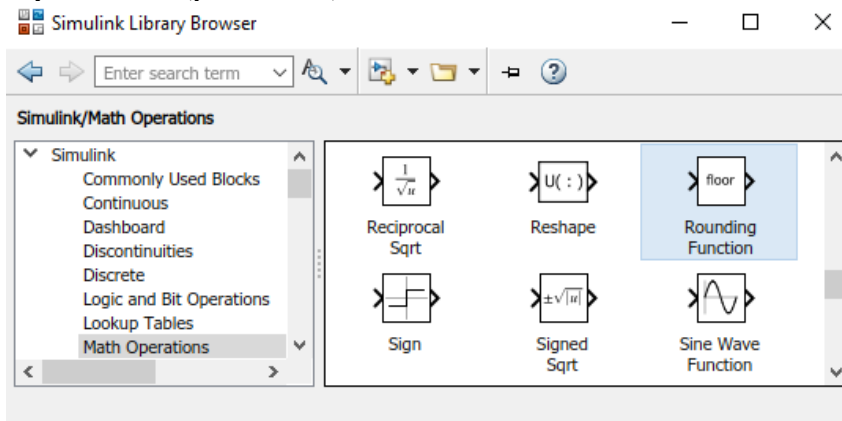 Simulink Library Browser
Enter search term
Simulink/Math Operations
Simulink
Commonly Used Blocks
Continuous
Dashboard
Discontinuities
Discrete
Logic and Bit Operations
Lookup Tables
Math Operations
1
√u
Reciprocal
Sqrt
U( : )
Reshape
floor
Rounding
Function
Sign
±√|u|
Signed
Sqrt
Sine Wave
Function